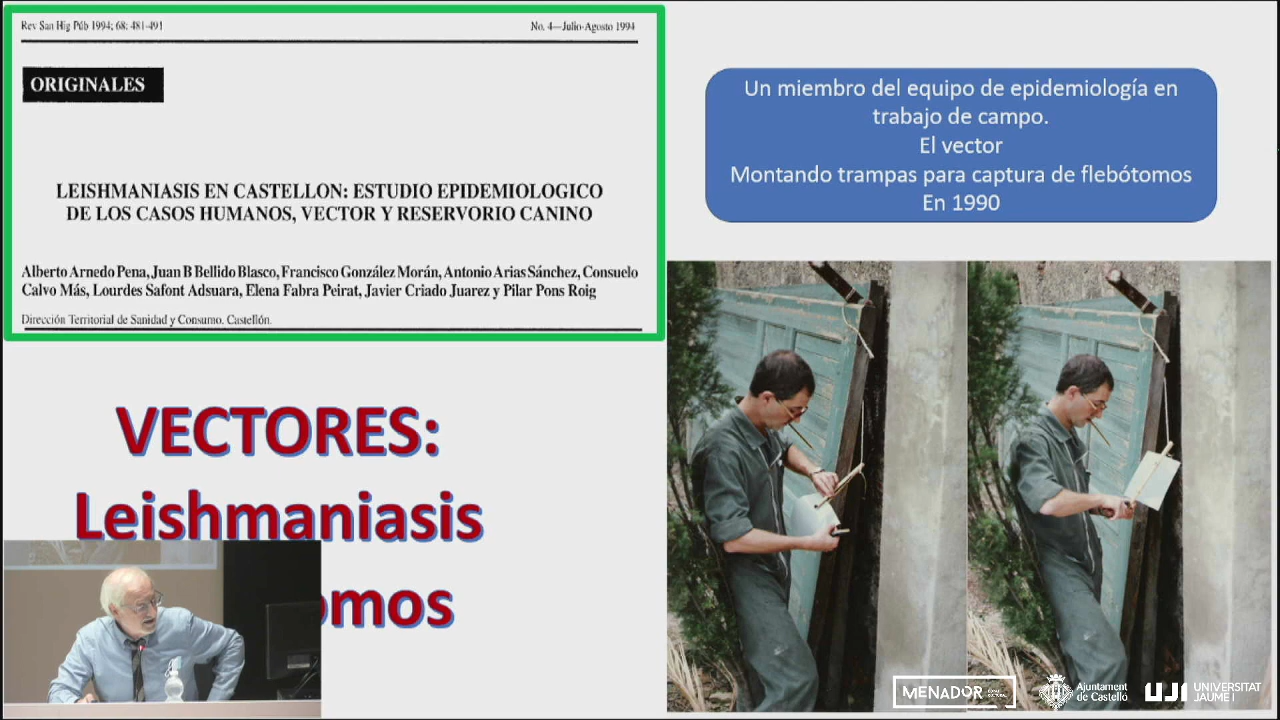 Rev San Hig Púb 1994; 68: 481-491
No. 4—Julio-Agosto 1994
ORIGINALES
LEISHMANIASIS EN CASTELLON: ESTUDIO EPIDEMIOLOGICO
DE LOS CASOS HUMANOS, VECTOR Y RESERVORIO CANINO
Alberto Arnedo Pena, Juan B Bellido Blasco, Francisco González Morán, Antonio Arias Sánchez, Consuelo
Calvo Más, Lourdes Safont Adsuara, Elena Fabra Peirat, Javier Criado Juarez y Pilar Pons Roig
Dirección Territorial de Sanidad y Consumo. Castellón.
Un miembro del equipo de epidemiología en
trabajo de campo.
El vector
Montando trampas para captura de flebótomos
En 1990
VECTORES:
Leishmaniasis
omos
MENADOR
Ajuntament
de Castelló
UJI UNIVERSITAT
JAUME I